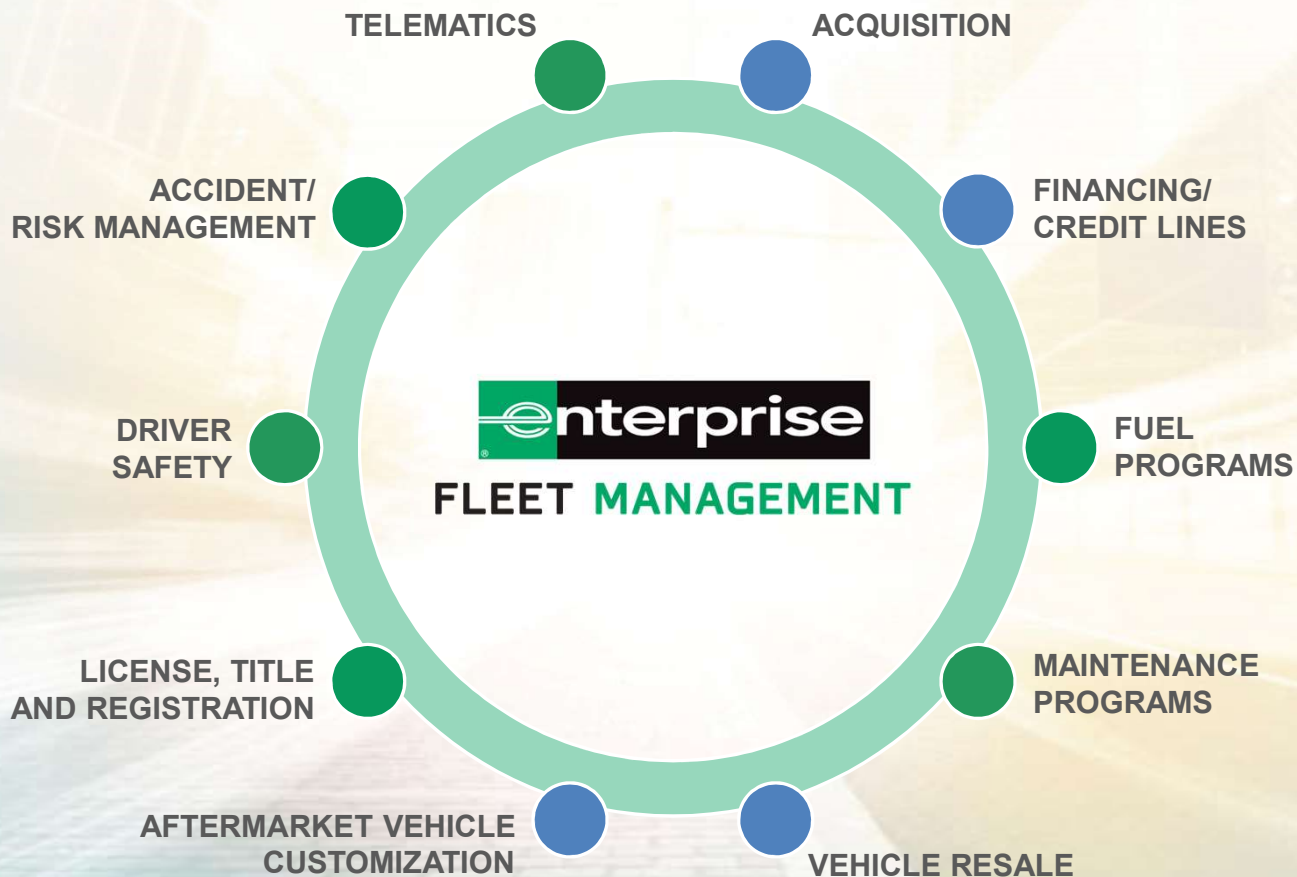 TELEMATICS
ACQUISITION
ACCIDENT/
RISK MANAGEMENT
FINANCING/
CREDIT LINES
enterprise
®
FLEET MANAGEMENT
DRIVER
SAFETY
FUEL
PROGRAMS
LICENSE, TITLE
AND REGISTRATION
MAINTENANCE
PROGRAMS
AFTERMARKET VEHICLE
CUSTOMIZATION
VEHICLE RESALE